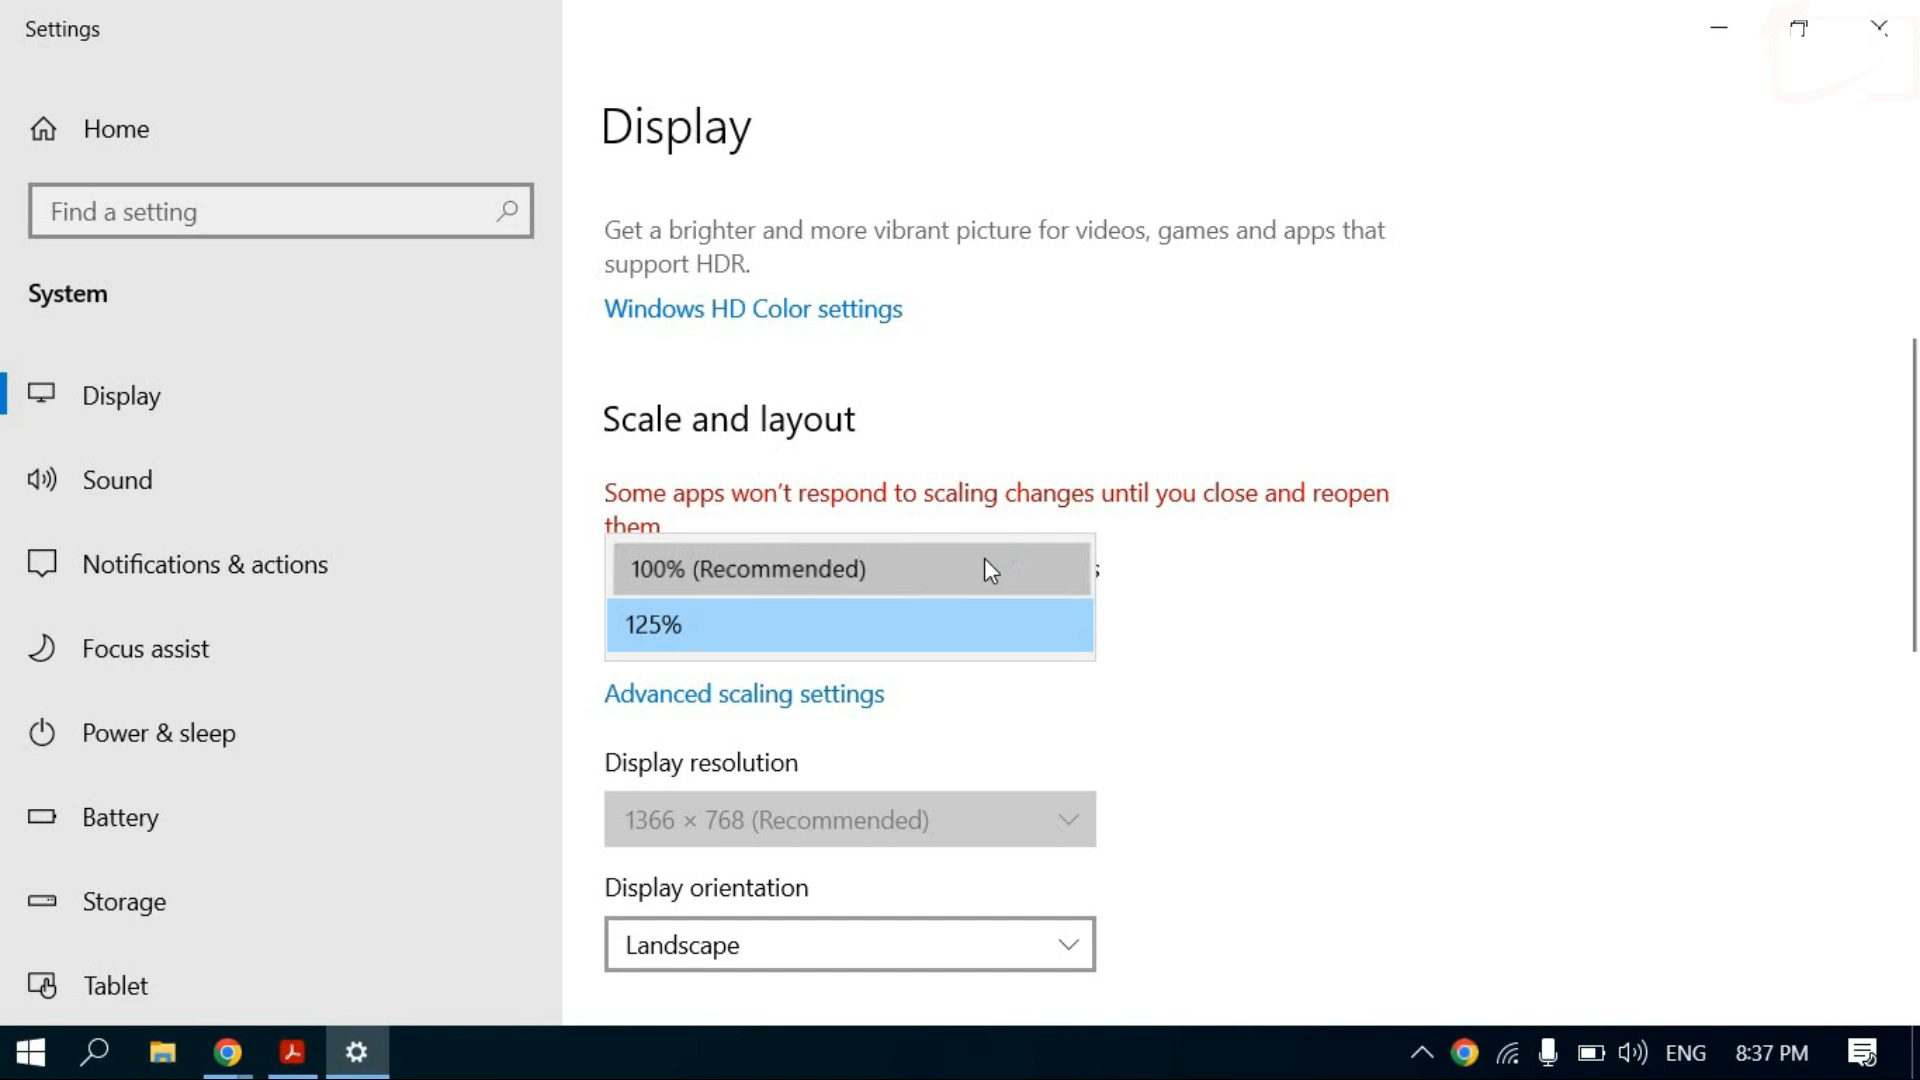 Settings
Home
Find a setting
System
Display
Sound
Notifications & actions
Focus assist
Power & sleep
Battery
Storage
Tablet
Display
Get a brighter and more vibrant picture for videos, games and apps that
support HDR.
Windows HD Color settings
Scale and layout
Some apps won't respond to scaling changes until you close and reopen
them
100% (Recommended)
125%
Advanced scaling settings
Display resolution
1366 × 768 (Recommended)
Display orientation
Landscape
ENG
8:37 PM